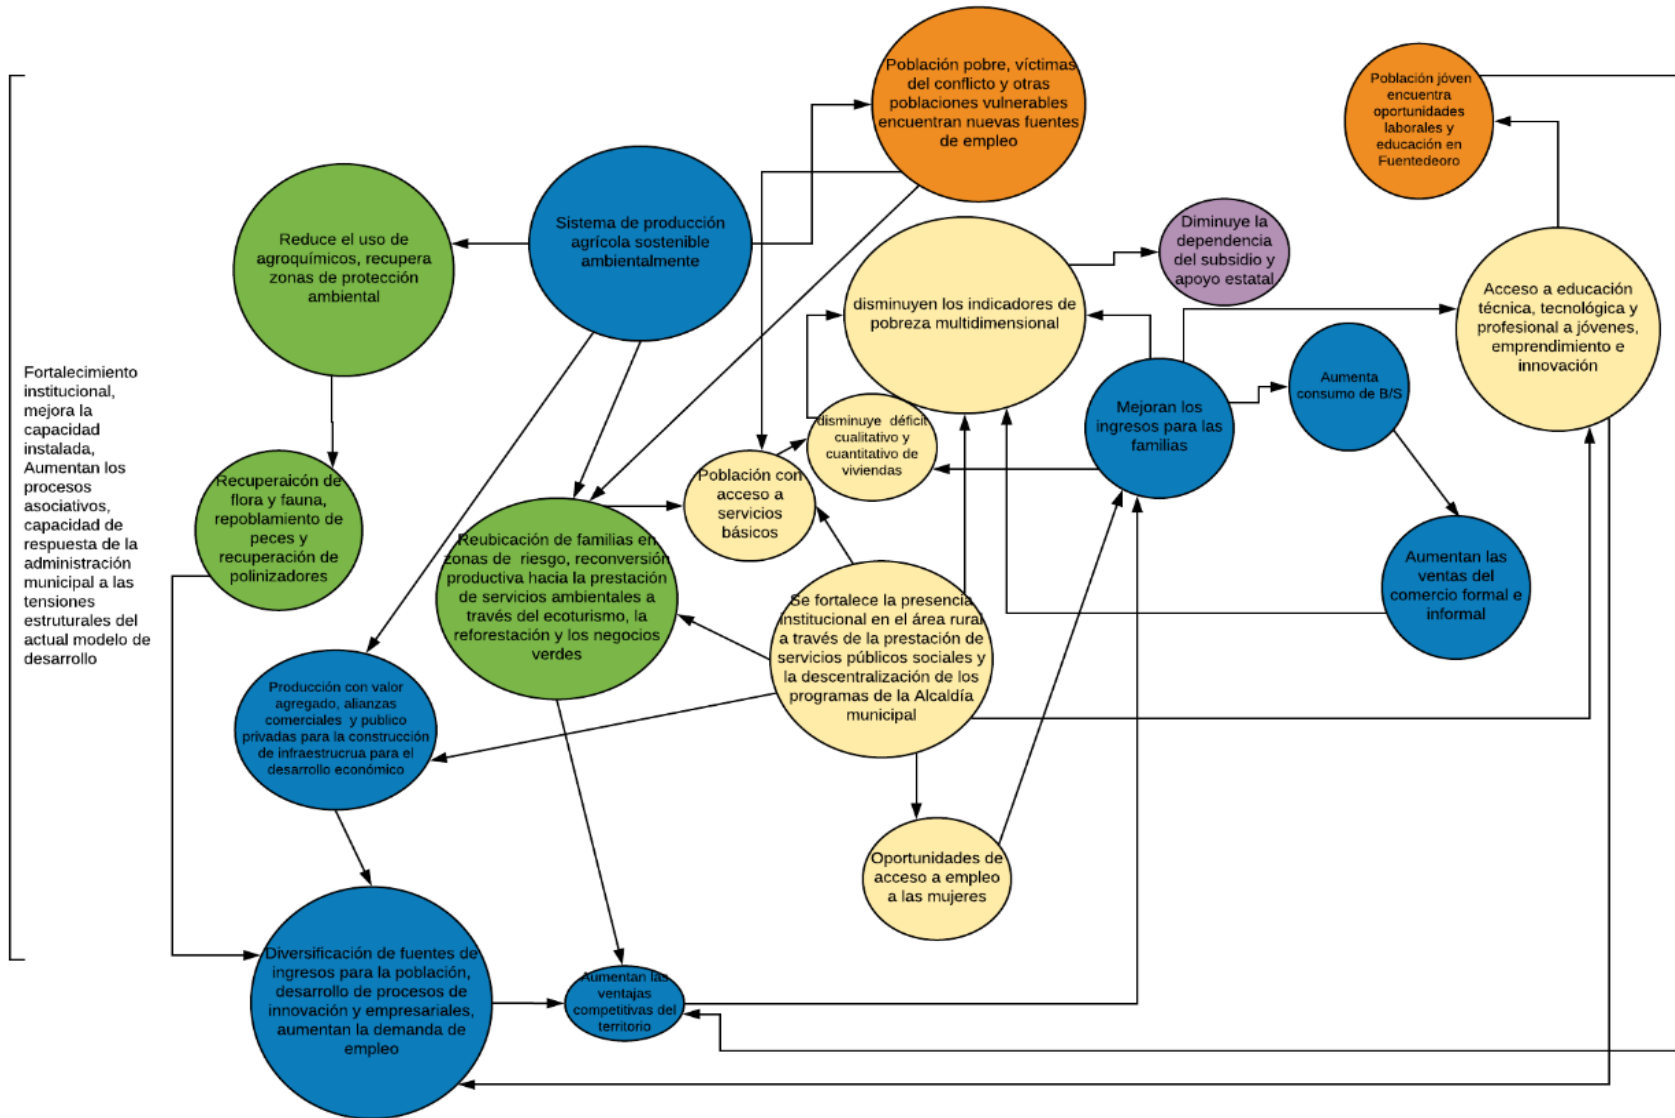 Población pobre, víctimas
del conflicto y otras
poblaciones vulnerables
encuentran nuevas fuentes
de empleo
Población jóven
encuentra
oportunidades
laborales y
educación en
Fuentedeoro
Sistema de producción
agrícola sostenible
ambientalmente
Reduce el uso de
agroquímicos, recupera
zonas de protección
ambiental
Diminuye la
dependencia
del subsidio y
apoyo estatal
disminuyen los indicadores de
pobreza multidimensional
Acceso a educación
técnica, tecnológica y
profesional a jóvenes,
emprendimiento e
innovación
Fortalecimiento
institucional,
mejora la
capacidad
instalada,
Aumentan los
procesos
asociativos,
capacidad de
respuesta de la
administración
municipal a las
tensiones
estructurales del
actual modelo de
desarrollo
Aumenta
consumo de B/S
Mejoran los
ingresos para las
familias
disminuye déficit
cualitativo y
cuantitativo de
viviendas
Población con
acceso a
servicios
básicos
Recuperaicón de
flora y fauna,
repoblamiento de
peces y
recuperación de
polinizadores
Reubicación de familias en
zonas de riesgo, reconversión
productiva hacia la prestación
de servicios ambientales a
través del ecoturismo, la
reforestación y los negocios
verdes
Se fortalece la presencia
institucional en el área rural
a través de la prestación de
servicios públicos sociales y
la descentralización de los
programas de la Alcaldía
municipal
Aumentan las
ventas del
comercio formal e
informal
Producción con valor
agregado, alianzas
comerciales y publico
privadas para la construcción
de infraestrucrua para el
desarrollo económico
Oportunidades de
acceso a empleo
a las mujeres
Diversificación de fuentes de
ingresos para la población,
desarrollo de procesos de
innovación y empresariales,
aumentan la demanda de
empleo
Aumentan las
ventajas
competitivas del
territorio